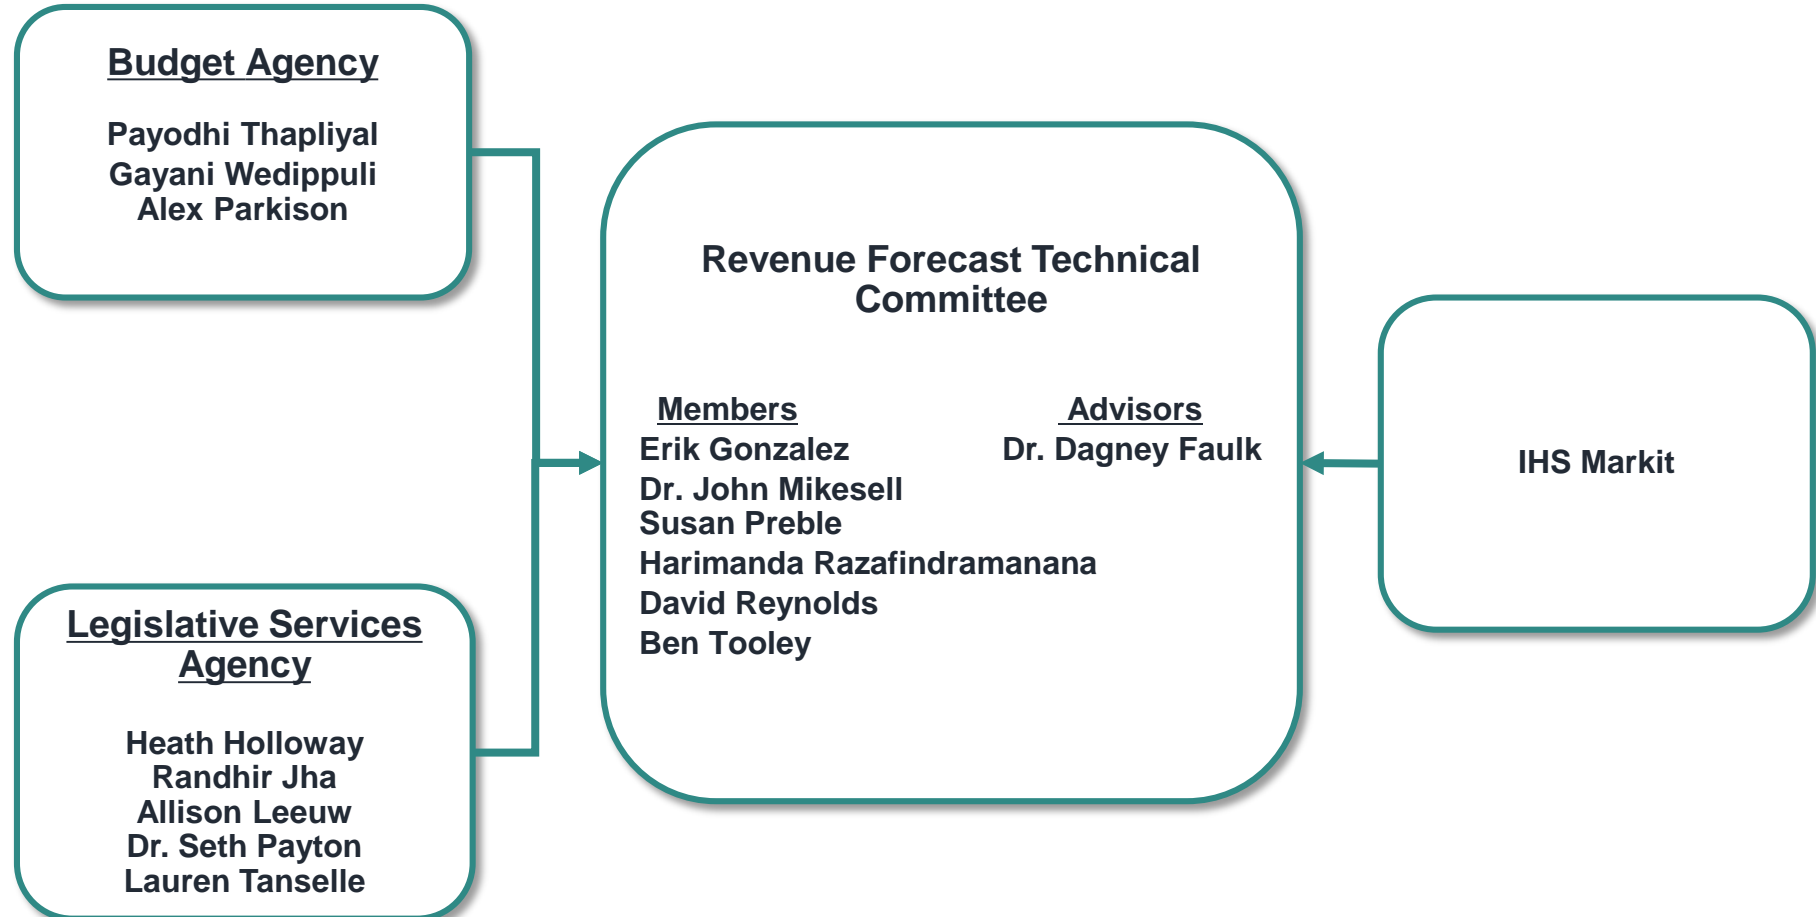 Budget Agency
Payodhi Thapliyal
Gayani Wedippuli
Alex Parkison
Legislative Services
Agency
Heath Holloway
Randhir Jha
Allison Leeuw
Dr. Seth Payton
Lauren Tanselle
Revenue Forecast Technical
Committee
Members
Erik Gonzalez
Dr. John Mikesell
Susan Preble
Harimanda Razafindramanana
David Reynolds
Ben Tooley
Advisors
Dr. Dagney Faulk
IHS Markit